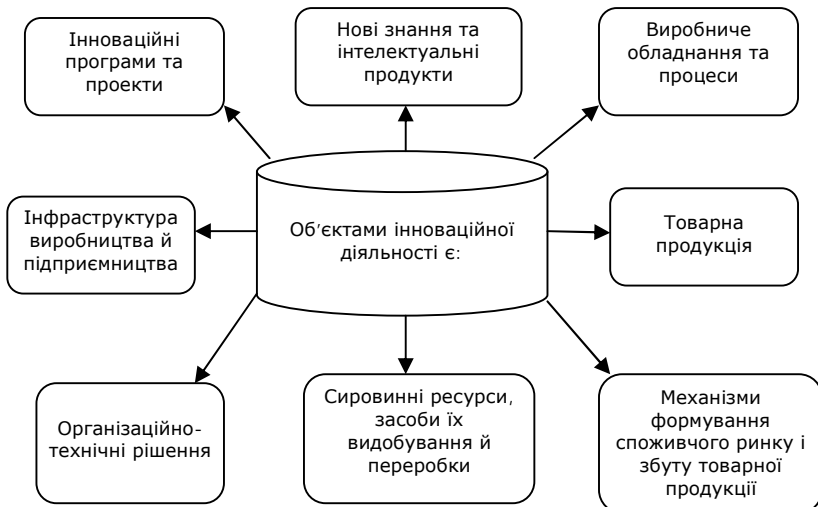 Інноваційні
програми та
проекти
Нові знання та
інтелектуальні
продукти
Виробниче
обладнання та
процеси
Інфраструктура
виробництва й
підприємництва
Об’єктами інноваційної
діяльності є:
Товарна
продукція
Організаційно-
технічні рішення
Сировинні ресурси,
засоби їх
видобування й
переробки
Механізми
формування
споживчого ринку і
збуту товарної
продукції